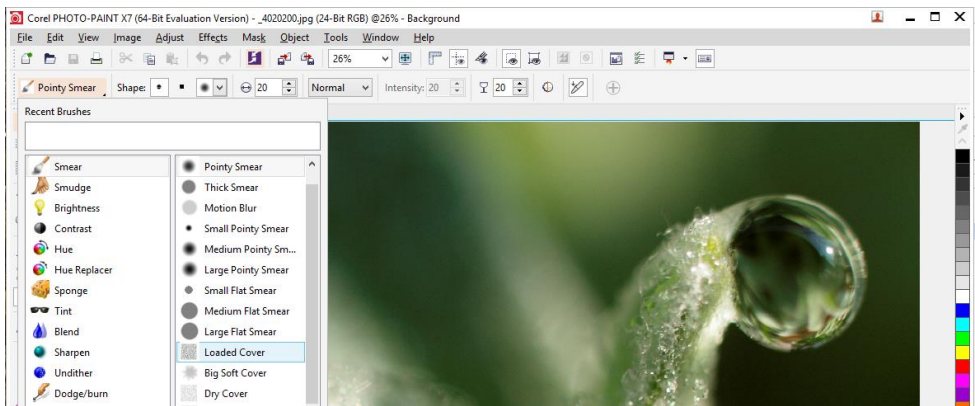 Corel PHOTO-PAINT X7 (64-Bit Evaluation Version) - _4020200.jpg (24-Bit RGB) @26% - Background
File Edit View Image Adjust Effects Mask Object Tools Window Help
26%
Pointy Smear Shape: 20 Normal Intensity: 20 20
Recent Brushes
Smear Pointy Smear
Smudge Thick Smear
Brightness Motion Blur
Contrast Small Pointy Smear
Hue Medium Pointy Sm...
Hue Replacer Large Pointy Smear
Sponge Small Flat Smear
Tint Medium Flat Smear
Blend Large Flat Smear
Sharpen Loaded Cover
Undither Big Soft Cover
Dodge/burn Dry Cover